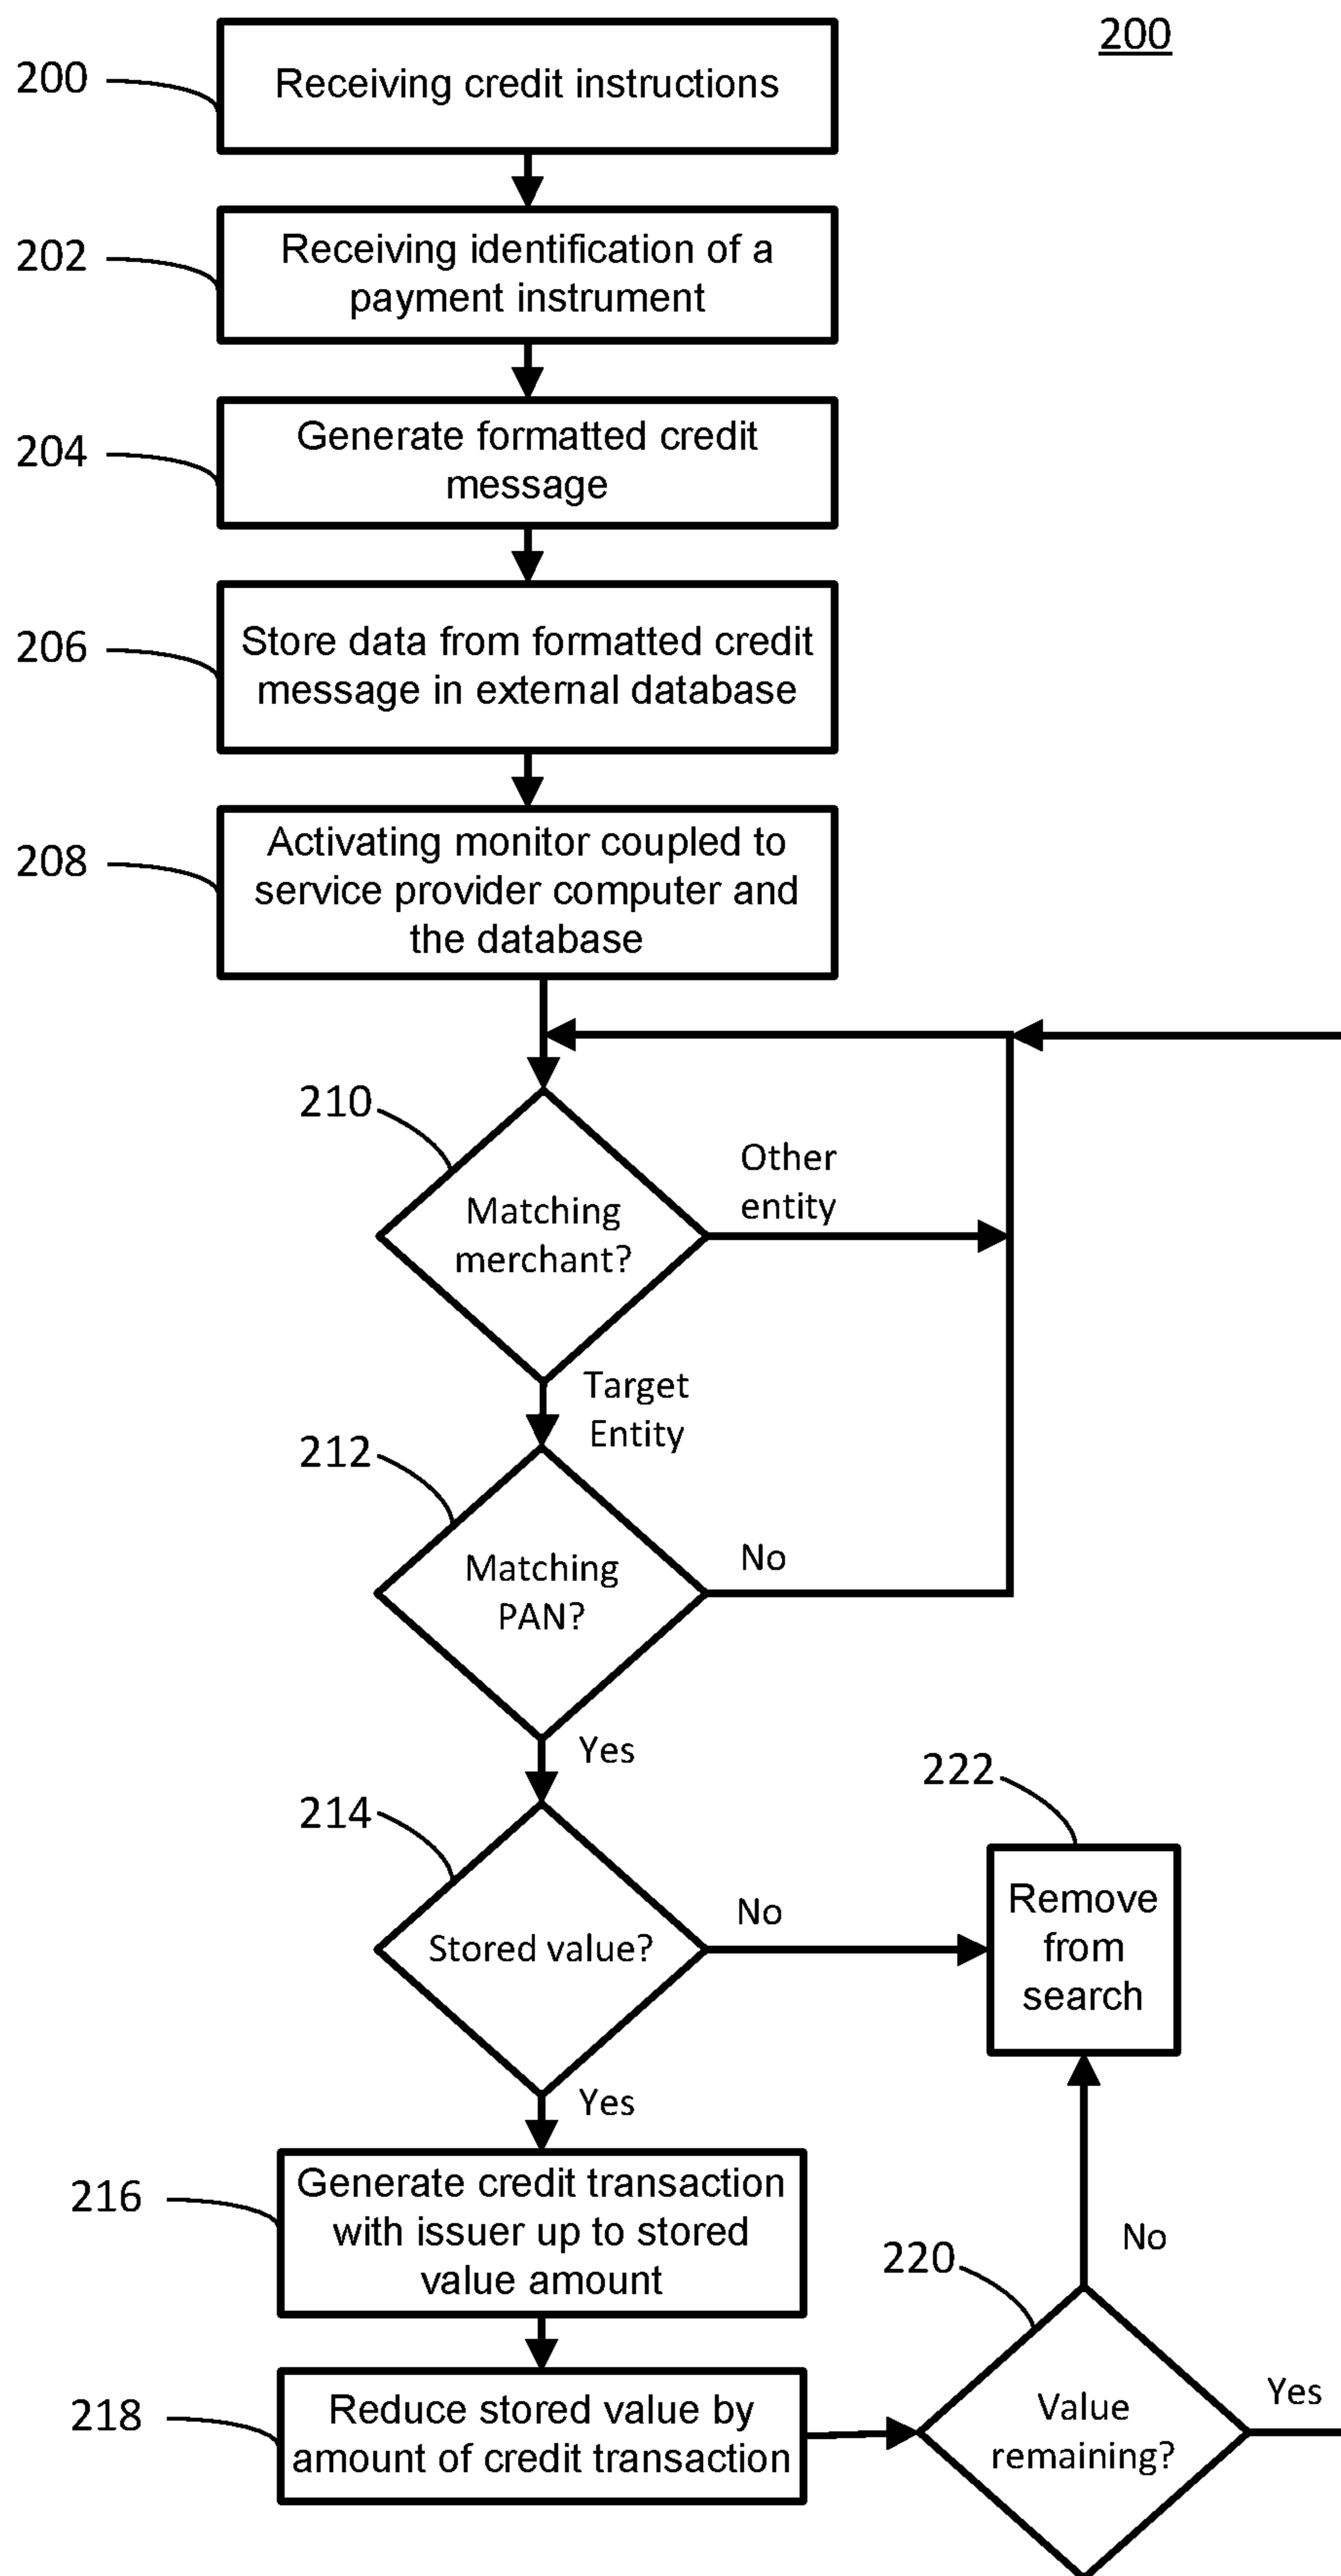 200
200
Receiving credit instructions
202
Receiving identification of a
payment instrument
204
Generate formatted credit
message
206
Store data from formatted credit
message in external database
208
Activating monitor coupled to
service provider computer and
the database
210
Matching
merchant?
Other
entity
Target
Entity
212
Matching
PAN?
No
Yes
214
Stored value?
No
222
Remove
from
search
Yes
216
Generate credit transaction
with issuer up to stored
value amount
218
Reduce stored value by
amount of credit transaction
220
Value
remaining?
No
Yes